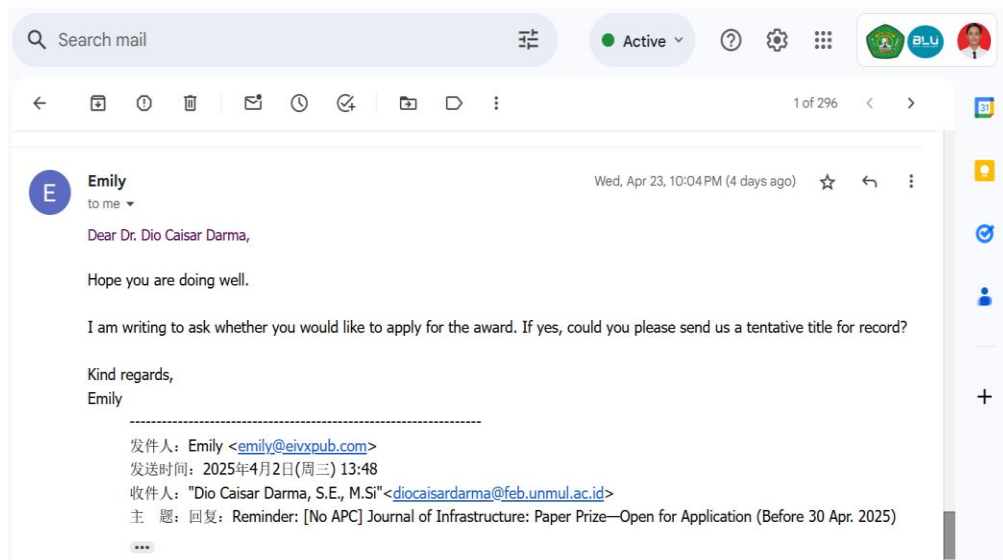 Search mail
Active
BLU
1 of 296
31
E
Emily
Wed, Apr 23, 10:04 PM (4 days ago)
to me
Dear Dr. Dio Caisar Darma,
Hope you are doing well.
I am writing to ask whether you would like to apply for the award. If yes, could you please send us a tentative title for record?
Kind regards,
Emily
------------------------------------------------------------------
发件人：Emily <emily@eivxpub.com>
发送时间：2025年4月2日(周三) 13:48
收件人："Dio Caisar Darma, S.E., M.Si"<diocaisardarma@feb.unmul.ac.id>
主　题：回复：Reminder: [No APC] Journal of Infrastructure: Paper Prize—Open for Application (Before 30 Apr. 2025)